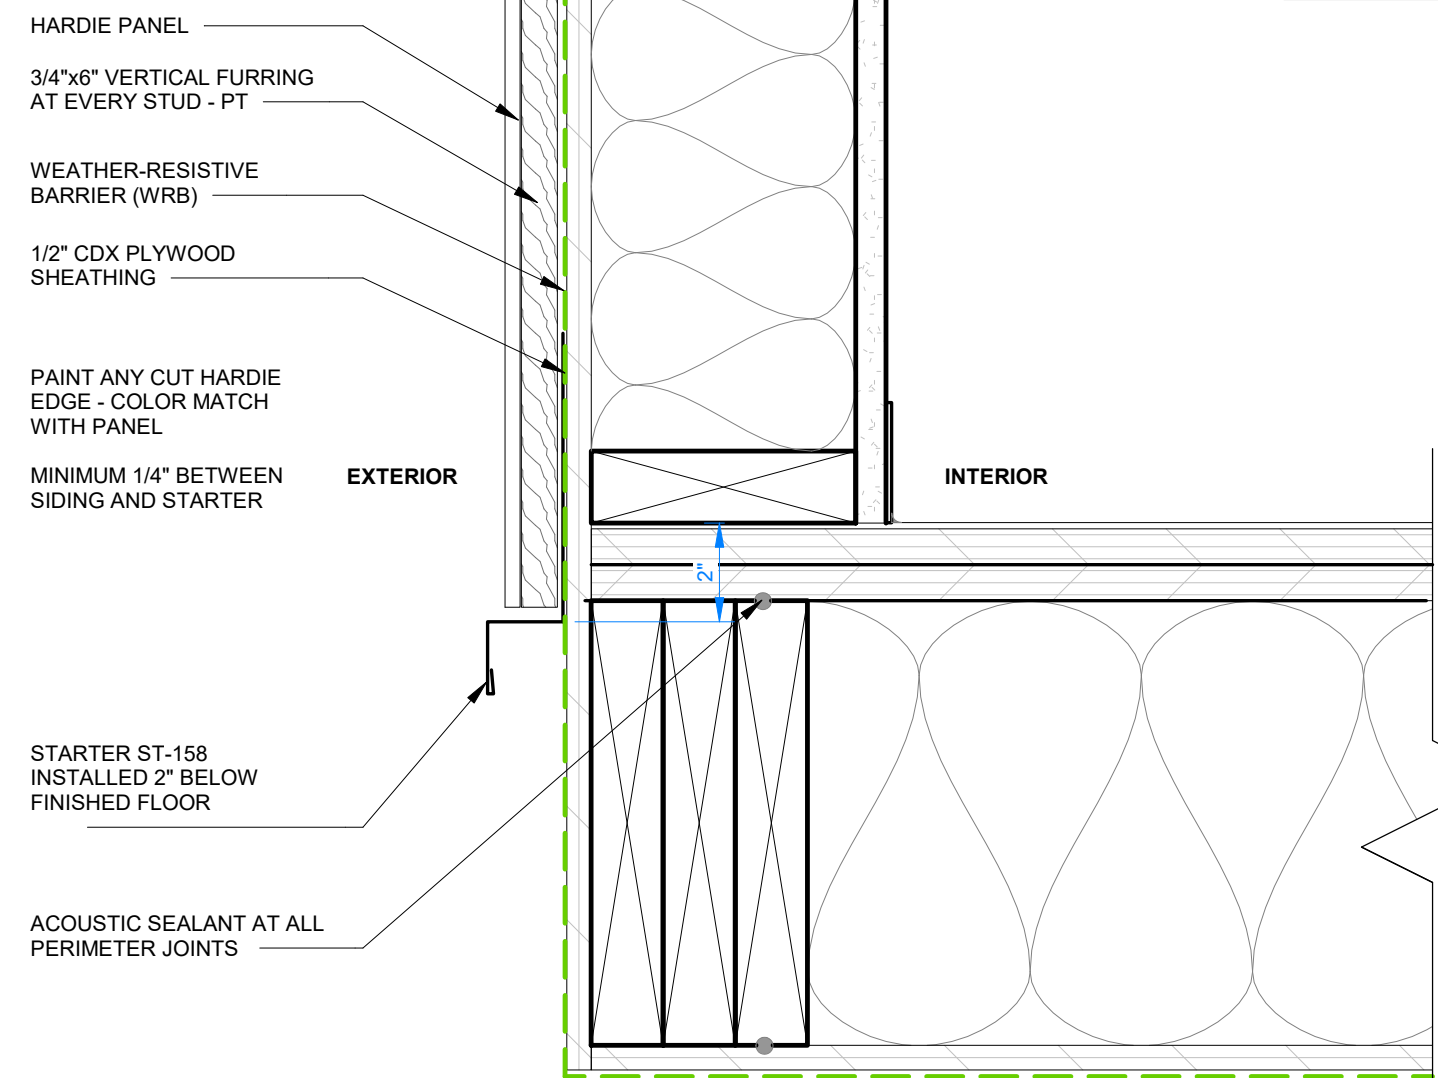 HARDIE PANEL
3/4"x6" VERTICAL FURRING
AT EVERY STUD - PT
WEATHER-RESISTIVE
BARRIER (WRB)
1/2" CDX PLYWOOD
SHEATHING
PAINT ANY CUT HARDIE
EDGE - COLOR MATCH
WITH PANEL
MINIMUM 1/4" BETWEEN
SIDING AND STARTER
EXTERIOR
INTERIOR
2"
STARTER ST-158
INSTALLED 2" BELOW
FINISHED FLOOR
ACOUSTIC SEALANT AT ALL
PERIMETER JOINTS